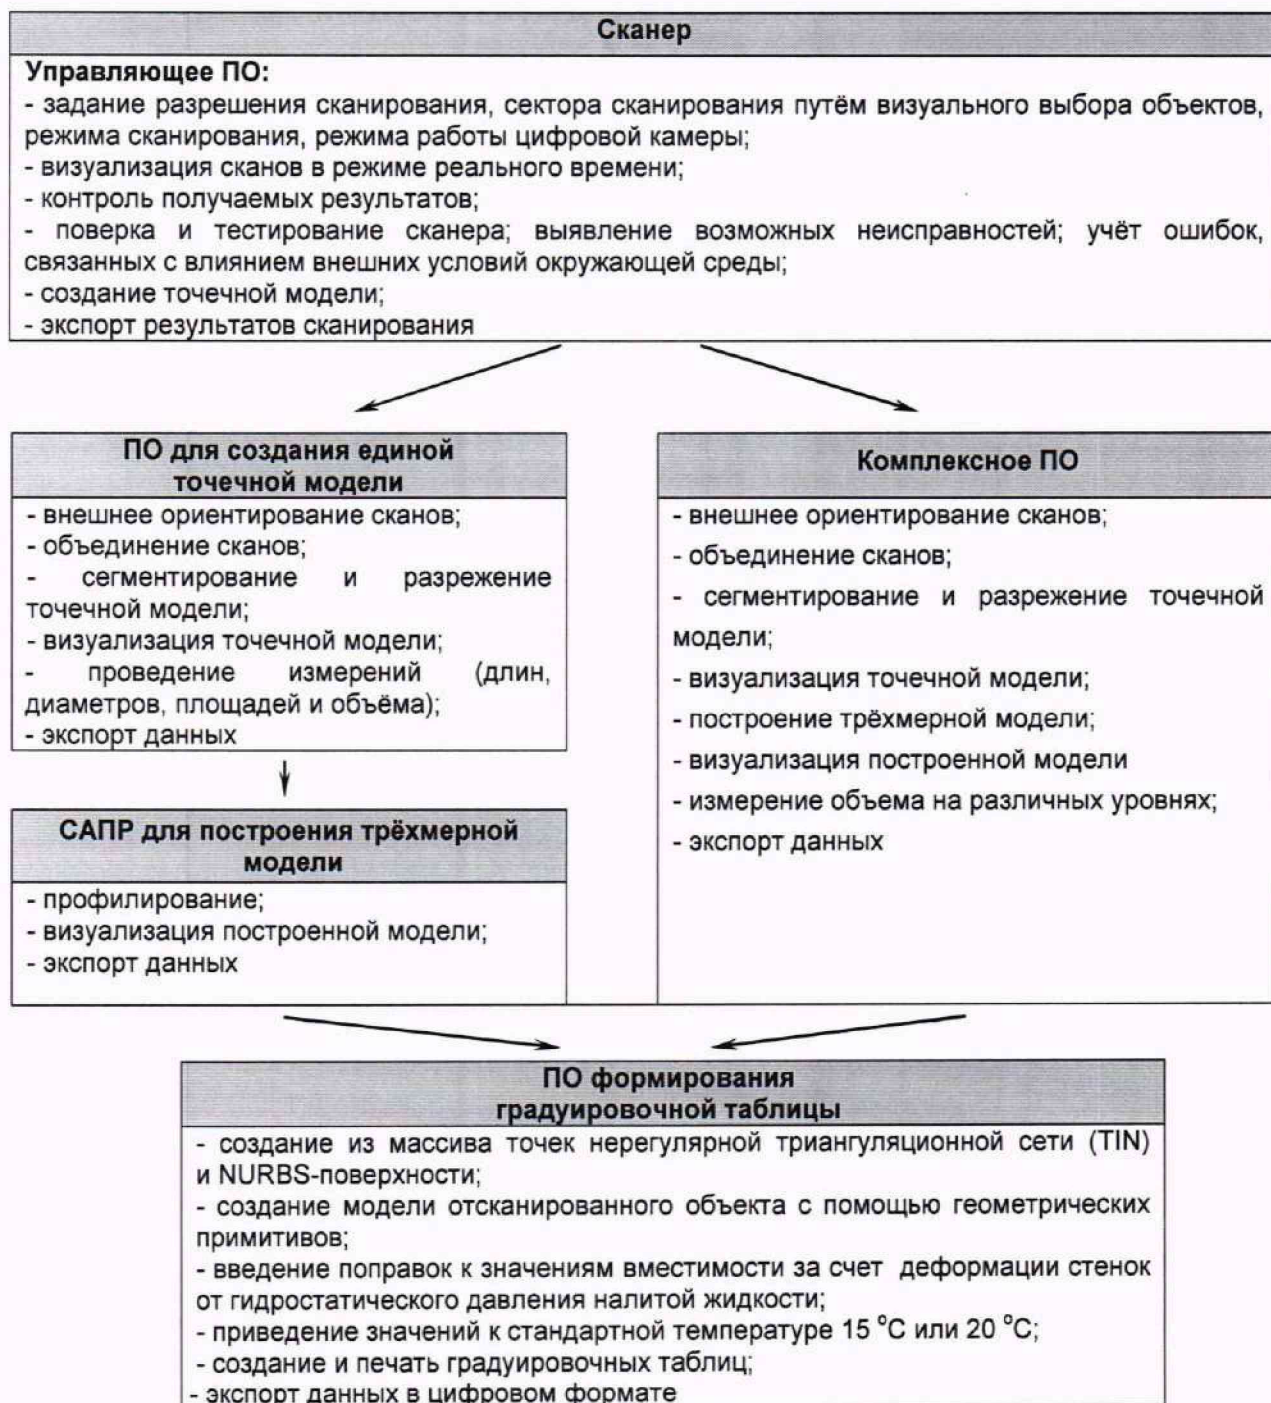 Сканер
Управляющее ПО:
- задание разрешения сканирования, сектора сканирования путём визуального выбора объектов,
режима сканирования, режима работы цифровой камеры;
- визуализация сканов в режиме реального времени;
- контроль получаемых результатов;
- поверка и тестирование сканера; выявление возможных неисправностей; учёт ошибок,
связанных с влиянием внешних условий окружающей среды;
- создание точечной модели;
- экспорт результатов сканирования
ПО для создания единой
точечной модели
- внешнее ориентирование сканов;
- объединение сканов;
- сегментирование и разрежение
точечной модели;
- визуализация точечной модели;
- проведение измерений (длин,
диаметров, площадей и объёма);
- экспорт данных
САПР для построения трёхмерной
модели
- профилирование;
- визуализация построенной модели;
- экспорт данных
Комплексное ПО
- внешнее ориентирование сканов;
- объединение сканов;
- сегментирование и разрежение точечной
модели;
- визуализация точечной модели;
- построение трёхмерной модели;
- визуализация построенной модели
- измерение объема на различных уровнях;
- экспорт данных
ПО формирования
градуировочной таблицы
- создание из массива точек нерегулярной триангуляционной сети (TIN)
и NURBS-поверхности;
- создание модели отсканированного объекта с помощью геометрических
примитивов;
- введение поправок к значениям вместимости за счет деформации стенок
от гидростатического давления налитой жидкости;
- приведение значений к стандартной температуре 15 °С или 20 °С;
- создание и печать градуировочных таблиц;
- экспорт данных в цифровом формате